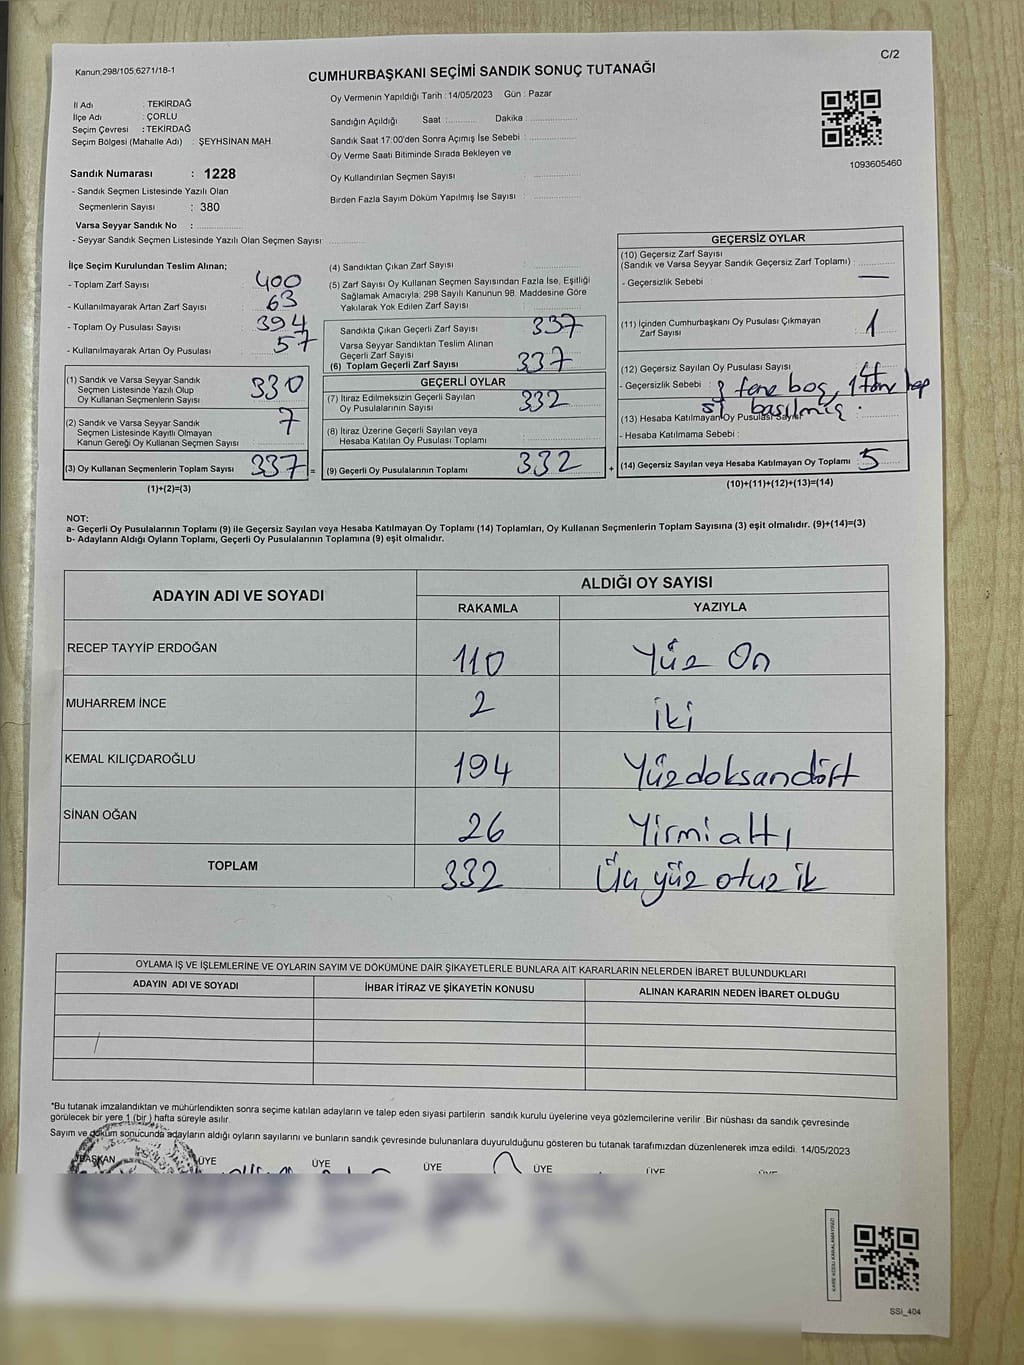 C/2
Kanun;298/105;6271/18-1
CUMHURBAŞKANI SEÇİMİ SANDIK SONUÇ TUTANAĞI
İl Adı : TEKİRDAĞ
İlçe Adı : ÇORLU
Seçim Çevresi : TEKİRDAĞ
Seçim Bölgesi (Mahalle Adı) : ŞEYHSİNAN MAH
Sandık Numarası : 1228
- Sandık Seçmen Listesinde Yazılı Olan
Seçmenlerin Sayısı : 380
Varsa Seyyar Sandık No :
- Seyyar Sandık Seçmen Listesinde Yazılı Olan Seçmen Sayısı:
Oy Vermenin Yapıldığı Tarih : 14/05/2023 Gün : Pazar
Sandığın Açıldığı Saat : Dakika :
Sandık Saat 17:00'den Sonra Açımış İse Sebebi :
Oy Verme Saati Bitiminde Sırada Bekleyen ve
Oy Kullandırılan Seçmen Sayısı :
Birden Fazla Sayım Döküm Yapılmış İse Sayısı :
1093605460
İlçe Seçim Kurulundan Teslim Alınan;
- Toplam Zarf Sayısı : 400
- Kullanılmayarak Artan Zarf Sayısı : 63
- Toplam Oy Pusulası Sayısı : 394
- Kullanılmayarak Artan Oy Pusulası : 57
(1) Sandık ve Varsa Seyyar Sandık
Seçmen Listesinde Yazılı Olup
Oy Kullanan Seçmenlerin Sayısı 330
(2) Sandık ve Varsa Seyyar Sandık
Seçmen Listesinde Kayıtlı Olmayan
Kanun Gereği Oy Kullanan Seçmen Sayısı 7
(3) Oy Kullanan Seçmenlerin Toplam Sayısı 337 =
(1)+(2)=(3)
(4) Sandıktan Çıkan Zarf Sayısı :
(5) Zarf Sayısı Oy Kullanan Seçmen Sayısından Fazla İse, Eşitliği
Sağlamak Amacıyla; 298 Sayılı Kanunun 98. Maddesine Göre
Yakılarak Yok Edilen Zarf Sayısı :
Sandıkta Çıkan Geçerli Zarf Sayısı : 337
Varsa Seyyar Sandıktan Teslim Alınan
Geçerli Zarf Sayısı :
(6) Toplam Geçerli Zarf Sayısı : 337
GEÇERLİ OYLAR
(7) İtiraz Edilmeksizin Geçerli Sayılan
Oy Pusulalarının Sayısı : 332
(8) İtiraz Üzerine Geçerli Sayılan veya
Hesaba Katılan Oy Pusulası Toplamı :
(9) Geçerli Oy Pusulalarının Toplamı : 332 +
GEÇERSİZ OYLAR
(10) Geçersiz Zarf Sayısı
(Sandık ve Varsa Seyyar Sandık Geçersiz Zarf Toplamı) :
- Geçersizlik Sebebi : —
(11) İçinden Cumhurbaşkanı Oy Pusulası Çıkmayan
Zarf Sayısı : 1
(12) Geçersiz Sayılan Oy Pusulası Sayısı : 4
- Geçersizlik Sebebi : 3 tane boş, 1 tane hep
si basılmış.
(13) Hesaba Katılmayan Oy Pusulası Sayısı :
- Hesaba Katılmama Sebebi :
(14) Geçersiz Sayılan veya Hesaba Katılmayan Oy Toplamı : 5
(10)+(11)+(12)+(13)=(14)
NOT:
a- Geçerli Oy Pusulalarının Toplamı (9) ile Geçersiz Sayılan veya Hesaba Katılmayan Oy Toplamı (14) Toplamları, Oy Kullanan Seçmenlerin Toplam Sayısına (3) eşit olmalıdır. (9)+(14)=(3)
b- Adayların Aldığı Oyların Toplamı, Geçerli Oy Pusulalarının Toplamına (9) eşit olmalıdır.
ADAYIN ADI VE SOYADI ALDIĞI OY SAYISI
RAKAMLA YAZIYLA
RECEP TAYYİP ERDOĞAN 110 Yüz On
MUHARREM İNCE 2 iki
KEMAL KILIÇDAROĞLU 194 Yüzdoksandört
SİNAN OĞAN 26 Yirmialtı
TOPLAM 332 Üç yüz otuz ik
OYLAMA İŞ VE İŞLEMLERİNE VE OYLARIN SAYIM VE DÖKÜMÜNE DAİR ŞİKAYETLERLE BUNLARA AİT KARARLARIN NELERDEN İBARET BULUNDUKLARI
ADAYIN ADI VE SOYADI İHBAR İTİRAZ VE ŞİKAYETİN KONUSU ALINAN KARARIN NEDEN İBARET OLDUĞU
*Bu tutanak imzalandıktan ve mühürlendikten sonra seçime katılan adayların ve talep eden siyasi partilerin sandık kurulu üyelerine veya gözlemcilerine verilir. Bir nüshası da sandık çevresinde
görülecek bir yere 1 (bir) hafta süreyle asılır.
Sayım ve döküm sonucunda adayların aldığı oyların sayılarını ve bunların sandık çevresinde bulunanlara duyurulduğunu gösteren bu tutanak tarafımızdan düzenlenerek imza edildi. 14/05/2023
BAŞKAN ÜYE ÜYE ÜYE ÜYE ÜYE ÜYE
KARE KODU KARALAMAYINIZ!
SSİ_404